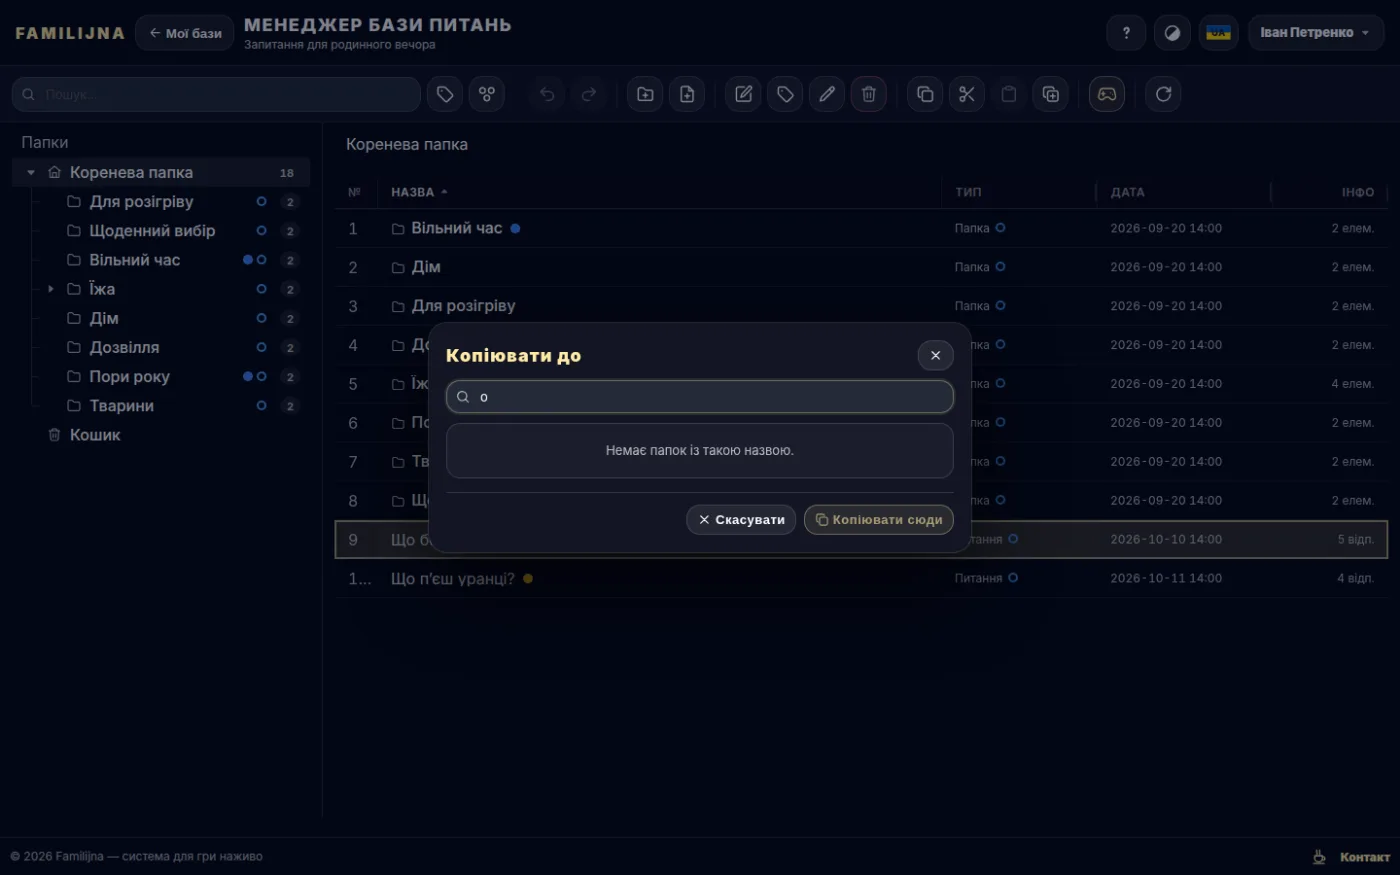 FAMILIJNA
← Мої бази
МЕНЕДЖЕР БАЗИ ПИТАНЬ
Запитання для родинного вечора
?
UA
Іван Петренко
Пошук...
Папки
Коренева папка 18
Для розігріву 2
Щоденний вибір 2
Вільний час 2
Їжа 2
Дім 2
Дозвілля 2
Пори року 2
Тварини 2
Кошик
Коренева папка
№ НАЗВА ТИП ДАТА ІНФО
1 Вільний час Папка 2026-09-20 14:00 2 елем.
2 Дім Папка 2026-09-20 14:00 2 елем.
3 Для розігріву Папка 2026-09-20 14:00 2 елем.
4 2026-09-20 14:00 2 елем.
5 Їж 2026-09-20 14:00 4 елем.
6 2026-09-20 14:00 2 елем.
7 Тв 2026-09-20 14:00 2 елем.
8 2026-09-20 14:00 2 елем.
9 Що 2026-10-10 14:00 5 відп.
1... Що п'єш уранці? Питання 2026-10-11 14:00 4 відп.
Копіювати до
о
Немає папок із такою назвою.
Скасувати
Копіювати сюди
© 2026 Familijna — система для гри наживо
Контакт